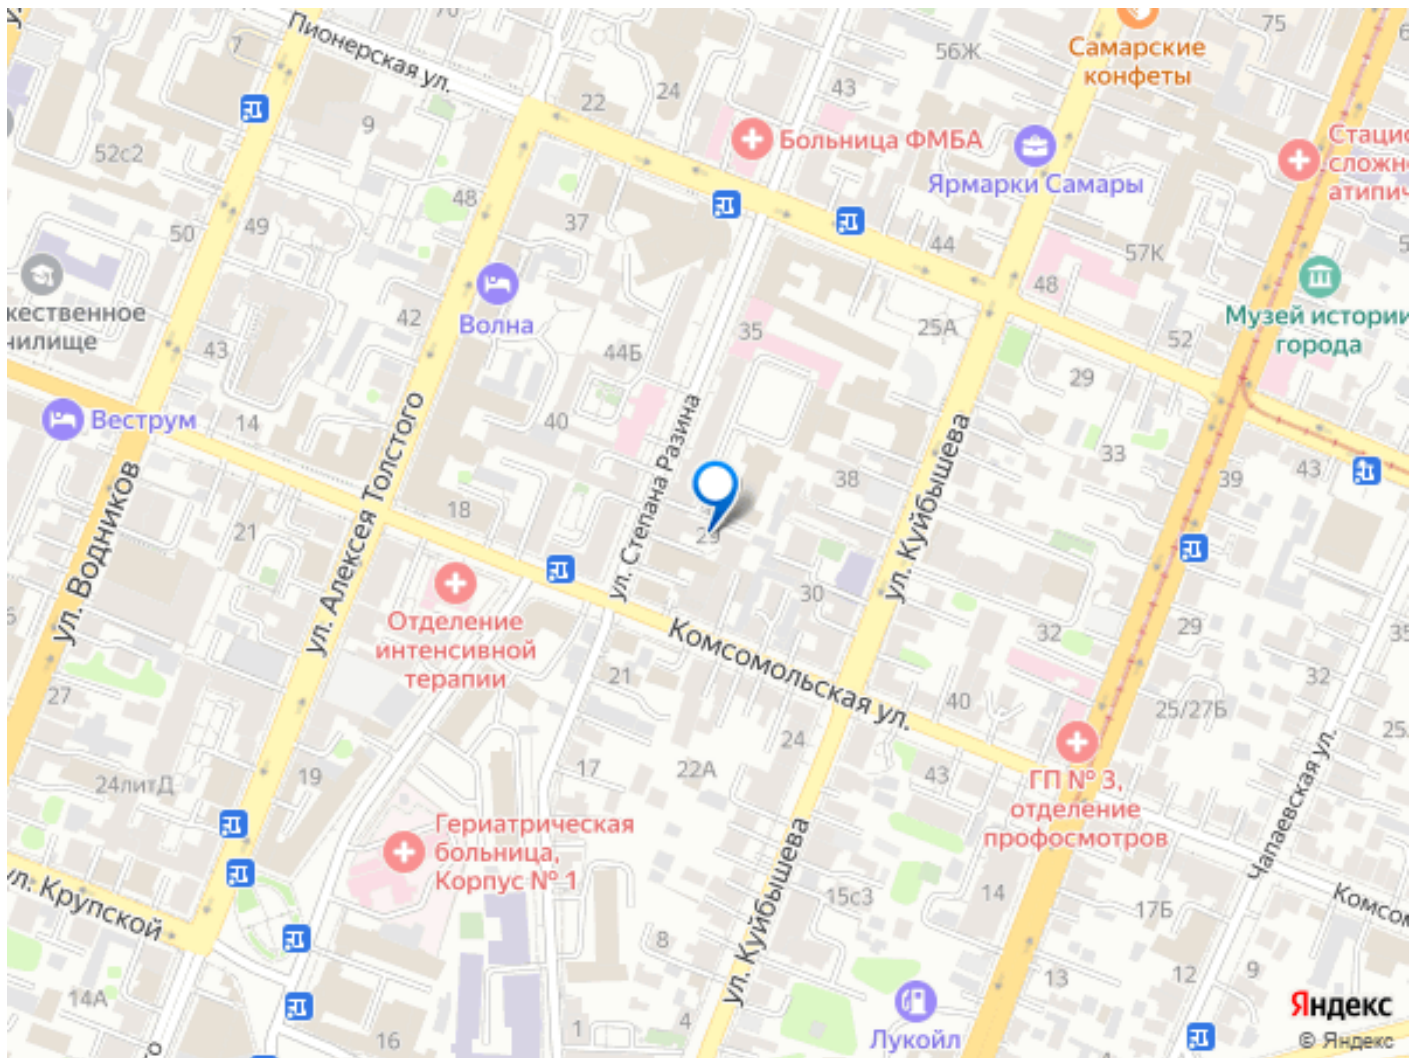 Пионерская ул.
70
7
9
22
24
43
56Ж
Самарские
конфеты
75
52с2
Больница ФМБА
Ярмарки Самары
48
50
49
37
44
57К
48
жественное
нилище
43
42
Волна
44Б
35
25А
52
29
Музей истории
города
Веструм
14
40
ул. Степана Разина
ул. Алексея Толстого
ул. Водников
18
21
38
33
43
39
ул. Куйбышева
29
Отделение
интенсивной
терапии
Комсомольская ул.
30
32
29
35
27
21
40
25/27Б
32
24литД
19
17
22А
24
43
ГП № 3,
отделение
профосмотров
Чапаевская ул.
Гериатрическая
больница,
Корпус № 1
ул. Куйбышева
15с3
14
17Б
ул. Крупской
8
13
12
9
14А
16
1
4
Лукойл
Яндекс
© Яндекс